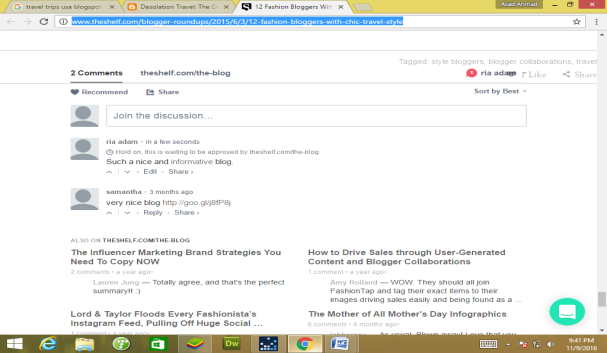 travel trips usa blogspot
Desolation Travel: The D
12 Fashion Bloggers Wit
Asad Ahmad
www.theshelf.com/blogger-roundups/2015/6/3/12-fashion-bloggers-with-chic-travel-style
Tagged: style bloggers, blogger collaborations, travel
2 Comments theshelf.com/the-blog 1 ria adam Like Share
Recommend Share Sort by Best
Join the discussion…
ria adam • in a few seconds
Hold on, this is waiting to be approved by theshelf.com/the-blog.
Such a nice and informative blog.
Edit • Share ›
samantha • 3 months ago
very nice blog http://goo.gl/j8fP8j
Reply • Share ›
ALSO ON THESHELF.COM/THE-BLOG
The Influencer Marketing Brand Strategies You
Need To Copy NOW
2 comments • a year ago•
Lauren Jung — Totally agree, and that's the perfect
summary!! :)
How to Drive Sales through User-Generated
Content and Blogger Collaborations
1 comment • a year ago•
Amy Rolland — WOW. They should all join
FashionTap and tag their exact items to their
images driving sales easily and being found as a ...
Lord & Taylor Floods Every Fashionista's
Instagram Feed, Pulling Off Huge Social ...
1 comment • a year ago•
The Mother of All Mother's Day Infographics
6 comments • 6 months ago•
Dw
9:41 PM
11/9/2016